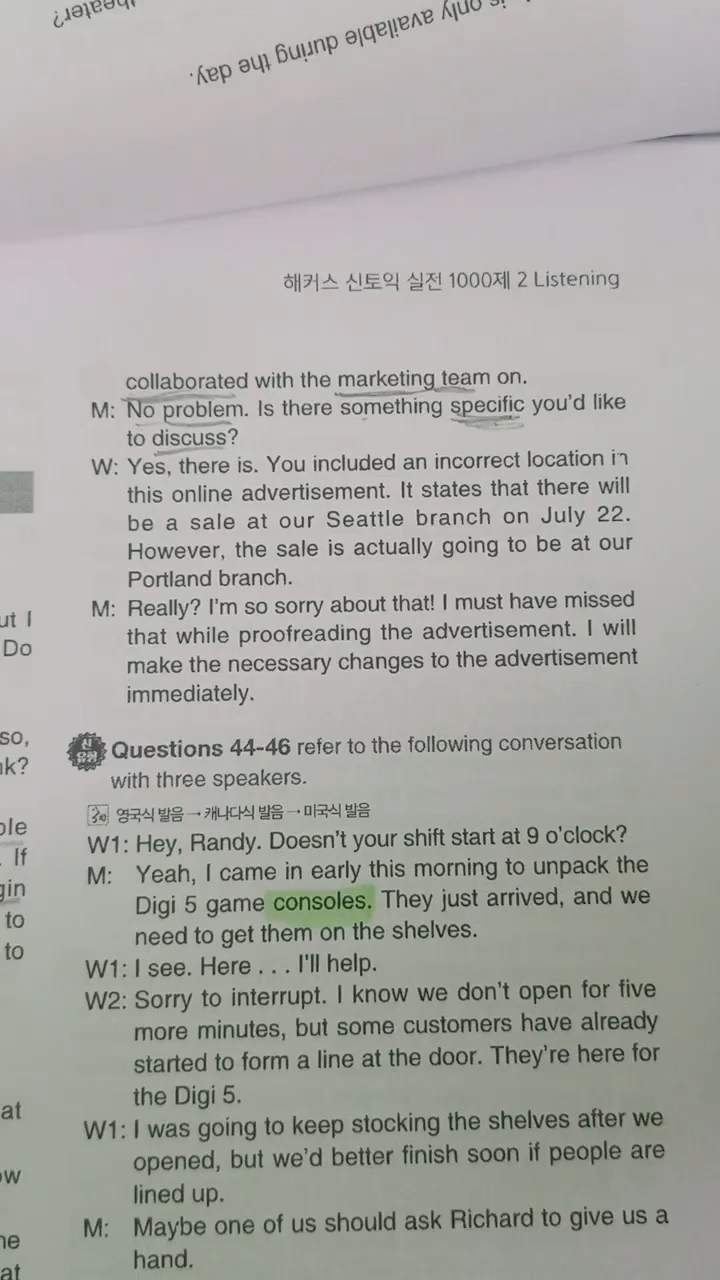 theater?
is only available during the day.
해커스 신토익 실전 1000제 2 Listening
collaborated with the marketing team on.
M: No problem. Is there something specific you'd like
to discuss?
W: Yes, there is. You included an incorrect location in
this online advertisement. It states that there will
be a sale at our Seattle branch on July 22.
However, the sale is actually going to be at our
Portland branch.
M: Really? I'm so sorry about that! I must have missed
that while proofreading the advertisement. I will
make the necessary changes to the advertisement
immediately.
신유형 Questions 44-46 refer to the following conversation
with three speakers.
영국식 발음 → 캐나다식 발음 → 미국식 발음
W1: Hey, Randy. Doesn't your shift start at 9 o'clock?
M: Yeah, I came in early this morning to unpack the
Digi 5 game consoles. They just arrived, and we
need to get them on the shelves.
W1: I see. Here . . . I'll help.
W2: Sorry to interrupt. I know we don't open for five
more minutes, but some customers have already
started to form a line at the door. They're here for
the Digi 5.
W1: I was going to keep stocking the shelves after we
opened, but we'd better finish soon if people are
lined up.
M: Maybe one of us should ask Richard to give us a
hand.
Do
so,
If
to
to
at
at